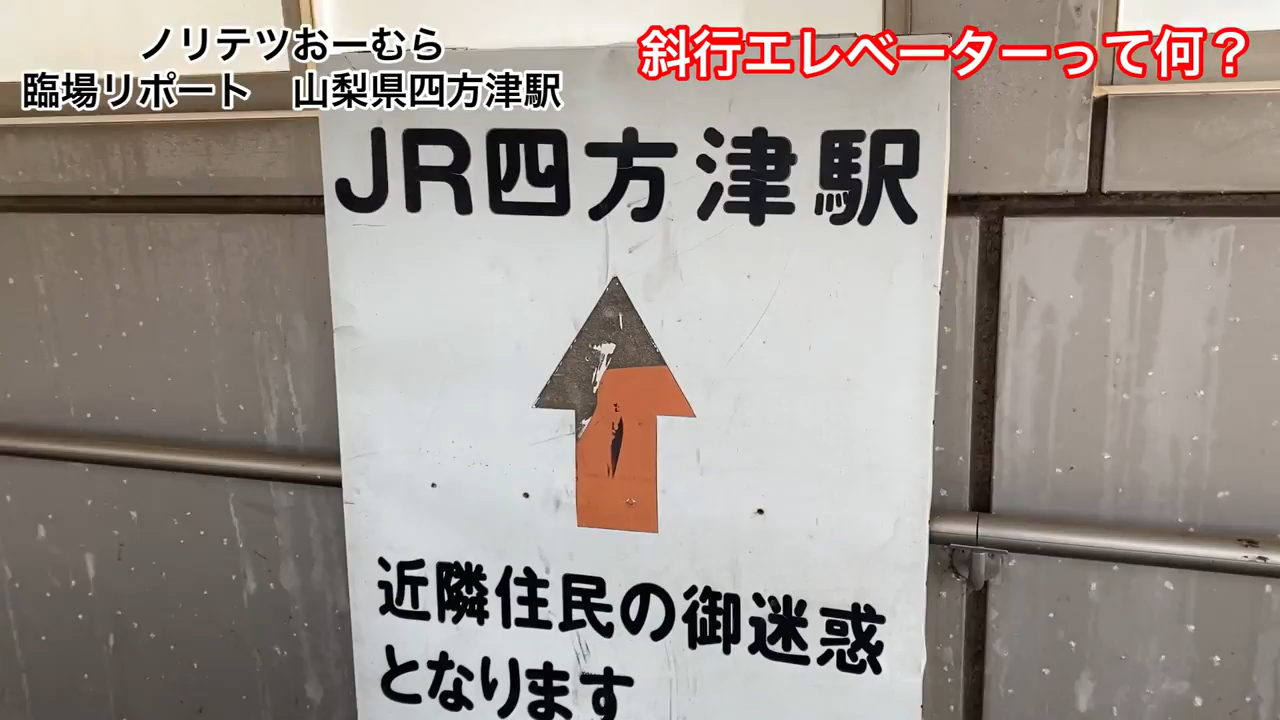 ノリテツおーむら
臨場リポート 山梨県四方津駅
斜行エレベーターって何？
JR四方津駅
近隣住民の御迷惑
となります